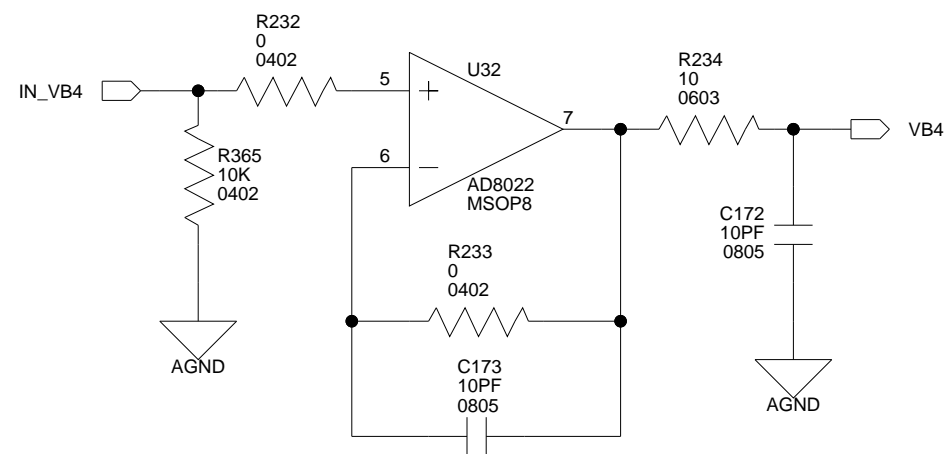 R232
0
0402
IN_VB4
R365
10K
0402
AGND
5
6
+
−
U32
AD8022
MSOP8
7
R233
0
0402
C173
10PF
0805
R234
10
0603
VB4
C172
10PF
0805
AGND